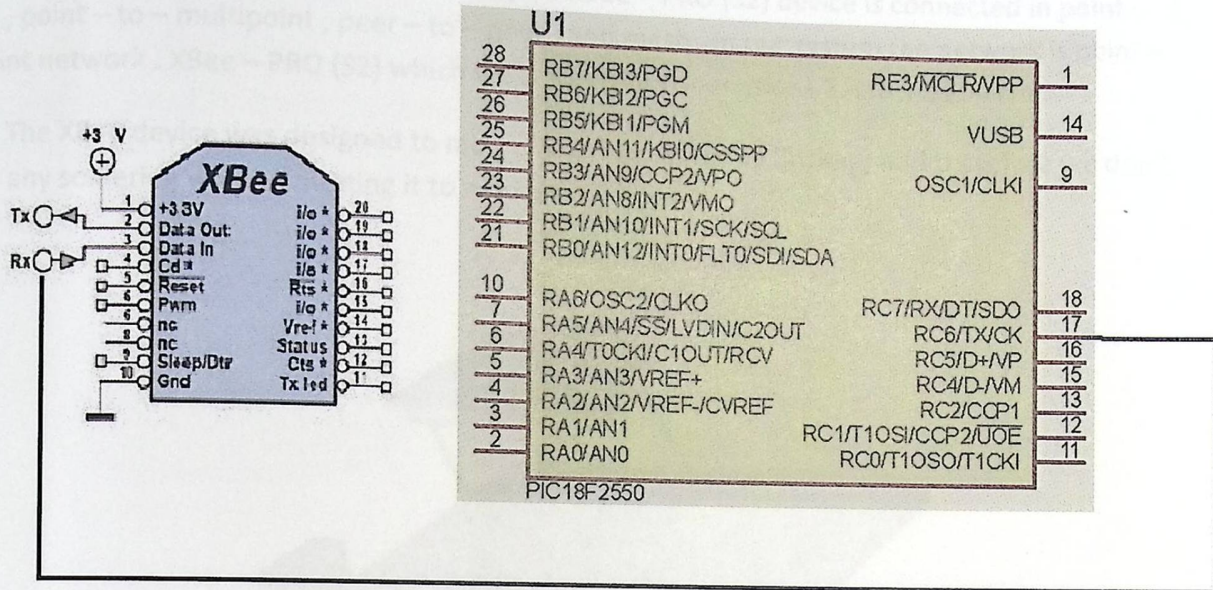 U1
+3 V
XBee
Tx
Rx
1 +3.3V
2 Data Out
3 Data In
4 Cd*
5 Reset
6 Pwm
nc
8 nc
9 Sleep/Dtr
10 Gnd
i/o * 20
i/o * 19
i/o * 18
i/o * 17
Rts * 16
i/o * 15
Vref * 14
Status 13
Cts * 12
Tx led 11
28 RB7/KBI3/PGD
27 RB6/KBI2/PGC
26 RB5/KBI1/PGM
25 RB4/AN11/KBI0/CSSPP
24 RB3/AN9/CCP2/VPO
23 RB2/AN8/INT2/VMO
22 RB1/AN10/INT1/SCK/SCL
21 RB0/AN12/INT0/FLT0/SDI/SDA
10 RA6/OSC2/CLKO
7 RA5/AN4/SS/LVDIN/C2OUT
6 RA4/T0CKI/C1OUT/RCV
5 RA3/AN3/VREF+
4 RA2/AN2/VREF-/CVREF
3 RA1/AN1
2 RA0/AN0
RE3/MCLR/VPP 1
VUSB 14
OSC1/CLKI 9
RC7/RX/DT/SDO 18
RC6/TX/CK 17
RC5/D+/VP 16
RC4/D-/VM 15
RC2/CCP1 13
RC1/T1OSI/CCP2/UOE 12
RC0/T1OSO/T1CKI 11
PIC18F2550